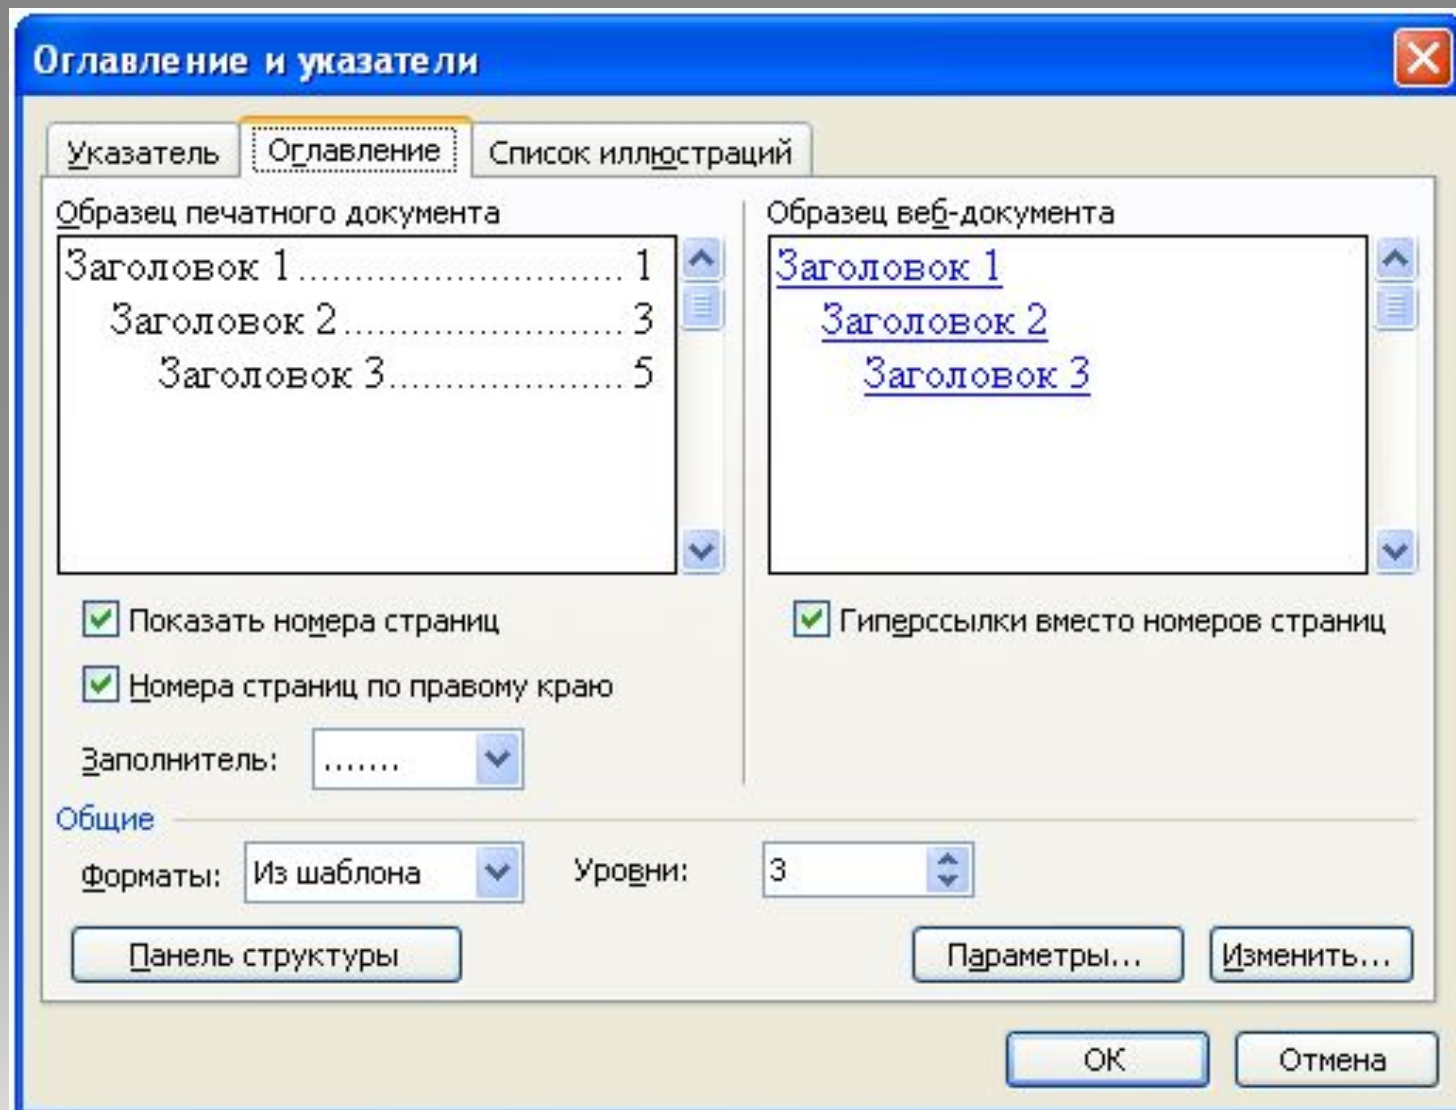 Оглавление и указатели
Указатель Оглавление Список иллюстраций
Образец печатного документа
Заголовок 1............................ 1
Заголовок 2........................ 3
Заголовок 3.................... 5
Образец веб-документа
Заголовок 1
Заголовок 2
Заголовок 3
Показать номера страниц
Номера страниц по правому краю
Заполнитель: .......
Гиперссылки вместо номеров страниц
Общие
Форматы: Из шаблона Уровни: 3
Панель структуры Параметры... Изменить...
ОК Отмена